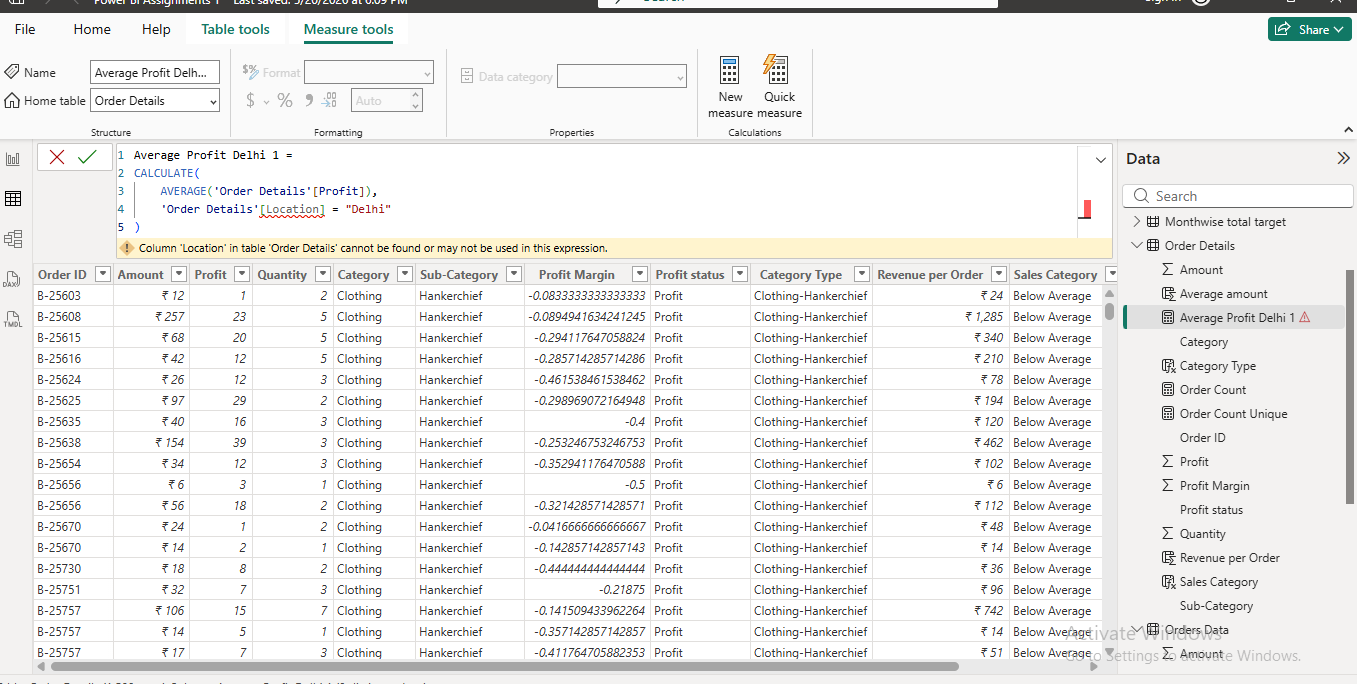 Power BI Assignments 1 Last saved: 5/20/2026 at 6:09 PM
File Home Help Table tools Measure tools Share
Name Average Profit Delh...
Home table Order Details
Structure
$% Format
$ % 9 Auto
Formatting
Data category
Properties
New measure
Quick measure
Calculations
1 Average Profit Delhi 1 =
2 CALCULATE(
3 AVERAGE('Order Details'[Profit]),
4 'Order Details'[Location] = "Delhi"
5 )
Column 'Location' in table 'Order Details' cannot be found or may not be used in this expression.
Order ID Amount Profit Quantity Category Sub-Category Profit Margin Profit status Category Type Revenue per Order Sales Category
B-25603 ₹ 12 1 2 Clothing Hankerchief -0.0833333333333333 Profit Clothing-Hankerchief ₹ 24 Below Average
B-25608 ₹ 257 23 5 Clothing Hankerchief -0.0894941634241245 Profit Clothing-Hankerchief ₹ 1,285 Below Average
B-25615 ₹ 68 20 5 Clothing Hankerchief -0.294117647058824 Profit Clothing-Hankerchief ₹ 340 Below Average
B-25616 ₹ 42 12 5 Clothing Hankerchief -0.285714285714286 Profit Clothing-Hankerchief ₹ 210 Below Average
B-25624 ₹ 26 12 3 Clothing Hankerchief -0.461538461538462 Profit Clothing-Hankerchief ₹ 78 Below Average
B-25625 ₹ 97 29 2 Clothing Hankerchief -0.298969072164948 Profit Clothing-Hankerchief ₹ 194 Below Average
B-25635 ₹ 40 16 3 Clothing Hankerchief -0.4 Profit Clothing-Hankerchief ₹ 120 Below Average
B-25638 ₹ 154 39 3 Clothing Hankerchief -0.253246753246753 Profit Clothing-Hankerchief ₹ 462 Below Average
B-25654 ₹ 34 12 3 Clothing Hankerchief -0.352941176470588 Profit Clothing-Hankerchief ₹ 102 Below Average
B-25656 ₹ 6 3 1 Clothing Hankerchief -0.5 Profit Clothing-Hankerchief ₹ 6 Below Average
B-25656 ₹ 56 18 2 Clothing Hankerchief -0.321428571428571 Profit Clothing-Hankerchief ₹ 112 Below Average
B-25670 ₹ 24 1 2 Clothing Hankerchief -0.0416666666666667 Profit Clothing-Hankerchief ₹ 48 Below Average
B-25670 ₹ 14 2 1 Clothing Hankerchief -0.142857142857143 Profit Clothing-Hankerchief ₹ 14 Below Average
B-25730 ₹ 18 8 2 Clothing Hankerchief -0.444444444444444 Profit Clothing-Hankerchief ₹ 36 Below Average
B-25751 ₹ 32 7 3 Clothing Hankerchief -0.21875 Profit Clothing-Hankerchief ₹ 96 Below Average
B-25757 ₹ 106 15 7 Clothing Hankerchief -0.141509433962264 Profit Clothing-Hankerchief ₹ 742 Below Average
B-25757 ₹ 14 5 1 Clothing Hankerchief -0.357142857142857 Profit Clothing-Hankerchief ₹ 14 Below Average
B-25757 ₹ 17 7 3 Clothing Hankerchief -0.411764705882353 Profit Clothing-Hankerchief ₹ 51 Below Average
DAX
TMDL
Data
Search
Monthwise total target
Order Details
Amount
Average amount
Average Profit Delhi 1
Category
Category Type
Order Count
Order Count Unique
Order ID
Profit
Profit Margin
Profit status
Quantity
Revenue per Order
Sales Category
Sub-Category
Orders Data
Amount
Activate Windows
Go to Settings to activate Windows.